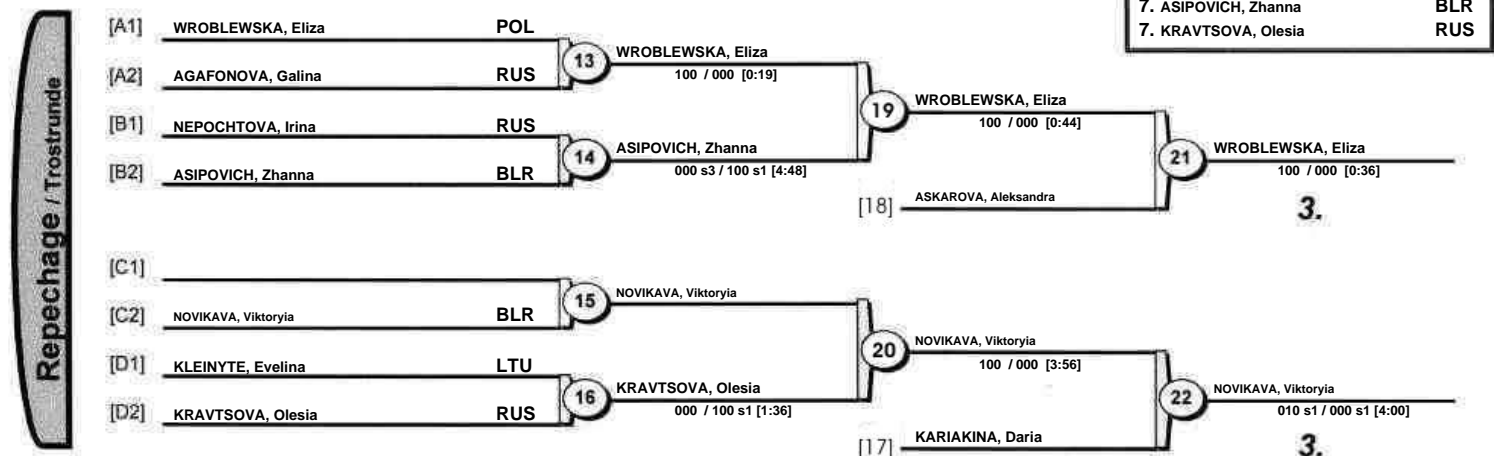 7. ASIPOVICH, Zhanna BLR
7. KRAVTSOVA, Olesia RUS
Repechage / Trostrunde
[A1] WROBLEWSKA, Eliza POL
13 WROBLEWSKA, Eliza
100 / 000 [0:19]
[A2] AGAFONOVA, Galina RUS
19 WROBLEWSKA, Eliza
100 / 000 [0:44]
[B1] NEPOCHTOVA, Irina RUS
14 ASIPOVICH, Zhanna
000 s3 / 100 s1 [4:48]
21 WROBLEWSKA, Eliza
100 / 000 [0:36]
[B2] ASIPOVICH, Zhanna BLR
[18] ASKAROVA, Aleksandra
3.
[C1]
15 NOVIKAVA, Viktoryia
[C2] NOVIKAVA, Viktoryia BLR
20 NOVIKAVA, Viktoryia
100 / 000 [3:56]
[D1] KLEINYTE, Evelina LTU
16 KRAVTSOVA, Olesia
000 / 100 s1 [1:36]
22 NOVIKAVA, Viktoryia
010 s1 / 000 s1 [4:00]
[D2] KRAVTSOVA, Olesia RUS
[17] KARIAKINA, Daria
3.